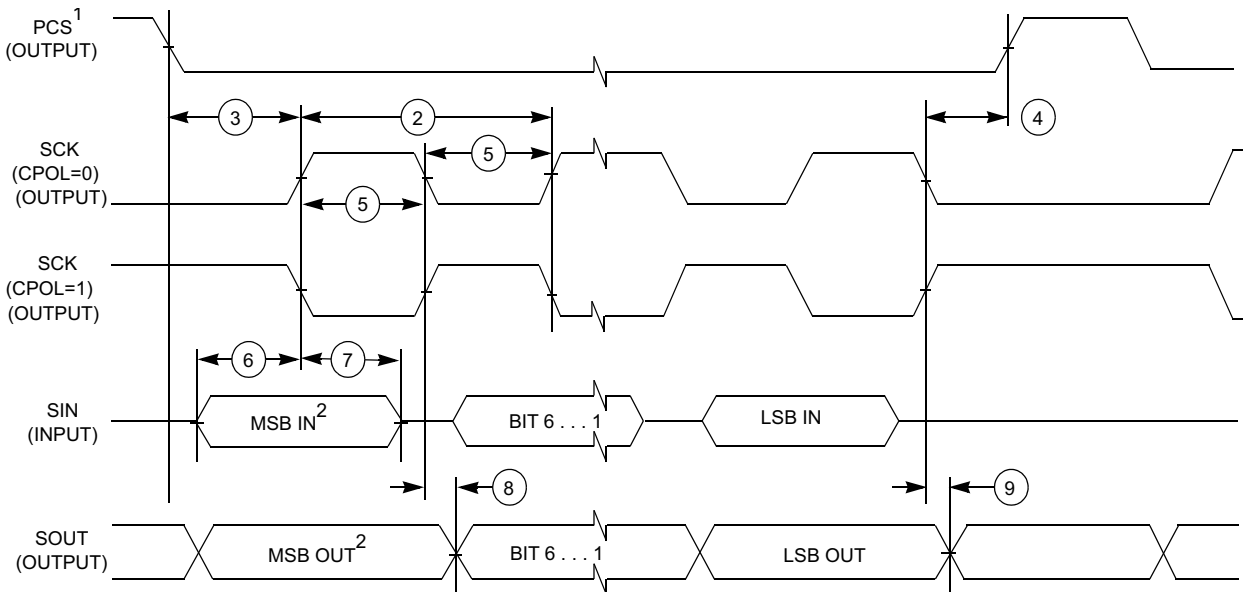 PCS1
(OUTPUT)
3
2
4
SCK
(CPOL=0)
(OUTPUT)
5
5
SCK
(CPOL=1)
(OUTPUT)
6
7
SIN
(INPUT)
MSB IN2
BIT 6 . . . 1
LSB IN
8
9
SOUT
(OUTPUT)
MSB OUT2
BIT 6 . . . 1
LSB OUT